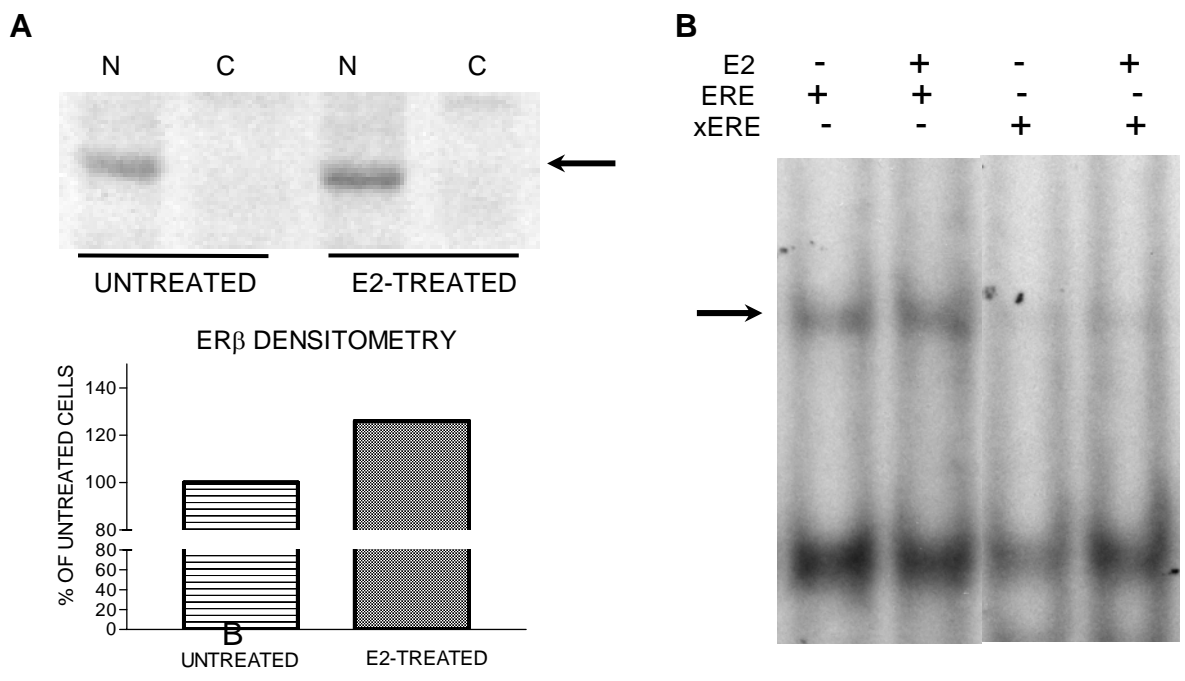 A
N C N C
UNTREATED E2-TREATED
ERβ DENSITOMETRY
% OF UNTREATED CELLS
140
120
100
80
80
60
40
20
0
B
UNTREATED E2-TREATED
B
E2 - + - +
ERE + + - -
xERE - - + +